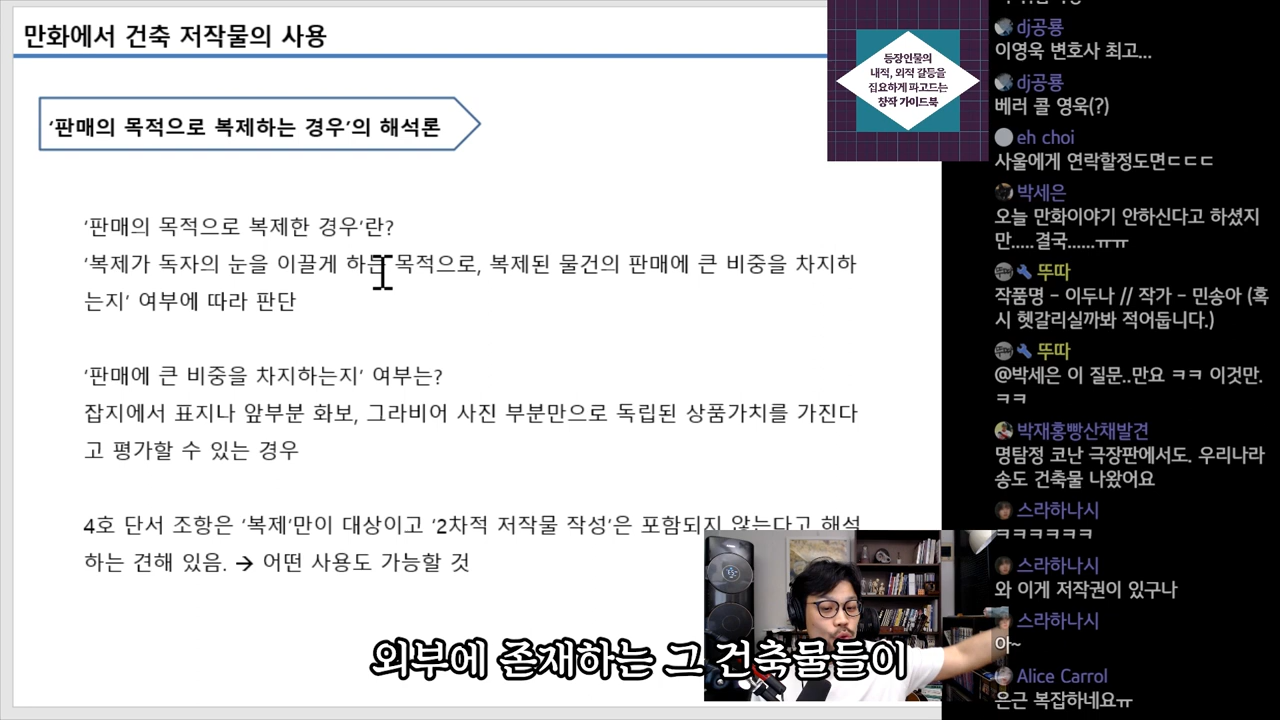 만화에서 건축 저작물의 사용
'판매의 목적으로 복제하는 경우'의 해석론
'판매의 목적으로 복제한 경우'란?
'복제가 독자의 눈을 이끌게 하는 목적으로, 복제된 물건의 판매에 큰 비중을 차지하
는지' 여부에 따라 판단
'판매에 큰 비중을 차지하는지' 여부는?
잡지에서 표지나 앞부분 화보, 그라비어 사진 부분만으로 독립된 상품가치를 가진다
고 평가할 수 있는 경우
4호 단서 조항은 '복제'만이 대상이고 '2차적 저작물 작성'은 포함되지 않는다고 해석
하는 견해 있음. → 어떤 사용도 가능할 것
외부에 존재하는 그 건축물들이
등장인물의
내적, 외적 갈등을
집요하게 파고드는
창작 가이드북
dj공룡
이영욱 변호사 최고...
dj공룡
베러 콜 영욱(?)
eh choi
사울에게 연락할정도면ㄷㄷㄷ
박세은
오늘 만화이야기 안하신다고 하셨지
만.....결국......ㅠㅠ
뚜따
작품명 - 이두나 // 작가 - 민송아 (혹
시 헷갈리실까봐 적어둡니다.)
뚜따
@박세은 이 질문..만요 ㅋㅋ 이것만.
ㅋㅋ
박재홍빵산채발견
명탐정 코난 극장판에서도. 우리나라
송도 건축물 나왔어요
스라하나시
ㅋㅋㅋㅋㅋㅋ
스라하나시
와 이게 저작권이 있구나
스라하나시
아~
Alice Carrol
은근 복잡하네요ㅠ